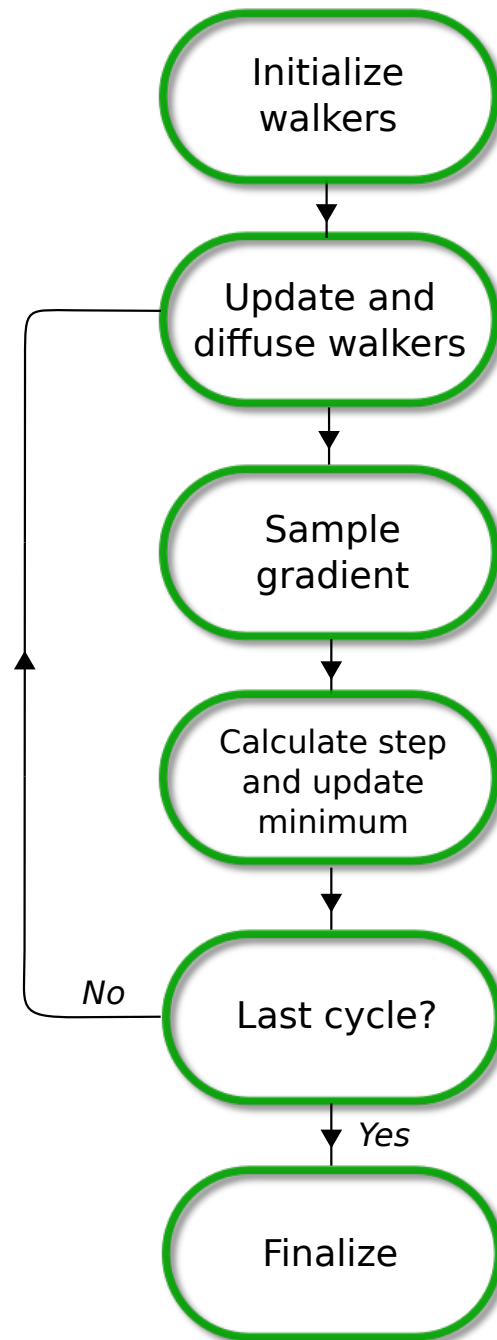 Initialize
walkers
Update and
diffuse walkers
Sample
gradient
Calculate step
and update
minimum
No
Last cycle?
Yes
Finalize